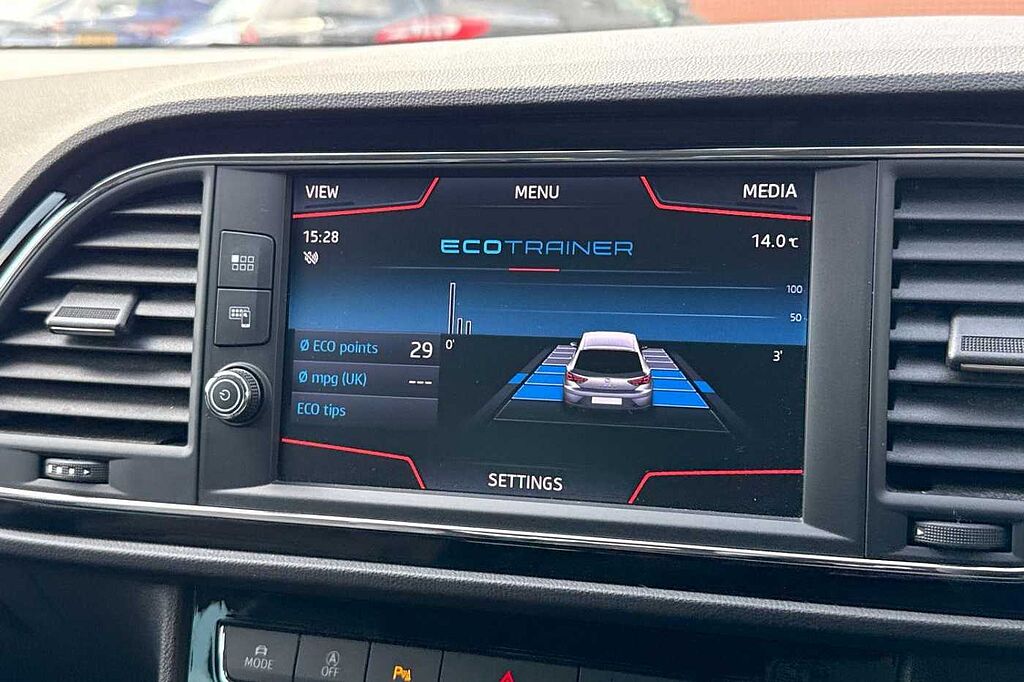 VIEW MENU MEDIA
15:28 ECOTRAINER 14.0°C
100
50
0' 3'
Ø ECO points 29
Ø mpg (UK) ---
ECO tips
SETTINGS
MODE
A
OFF